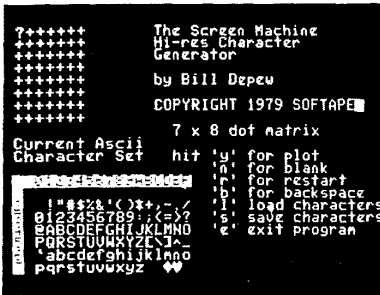 ?++++++
+++++++
+++++++
+++++++
+++++++
+++++++
+++++++
+++++++
The Screen Machine
Hi-res Character
Generator
by Bill Depew
COPYRIGHT 1979 SOFTAPE
7 x 8 dot matrix
Current Ascii
Character Set
hit 'y' for plot
'n' for blank
'r' for restart
'b' for backspace
'l' load characters
's' save characters
'e' exit program
!"#$%&'()*+,-./
0123456789:;<=>?
@ABCDEFGHIJKLMNO
PQRSTUVWXYZ[\]^_
`abcdefghijklmno
pqrstuvwxyz